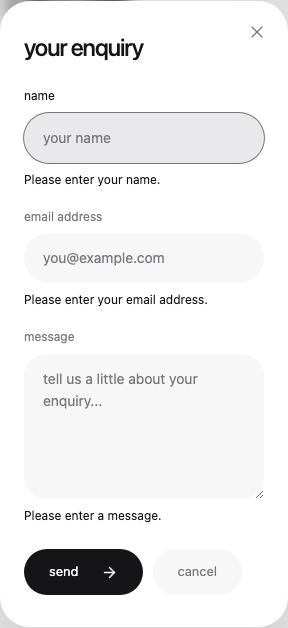 your enquiry
name
your name
Please enter your name.
email address
you@example.com
Please enter your email address.
message
tell us a little about your
enquiry...
Please enter a message.
send
cancel